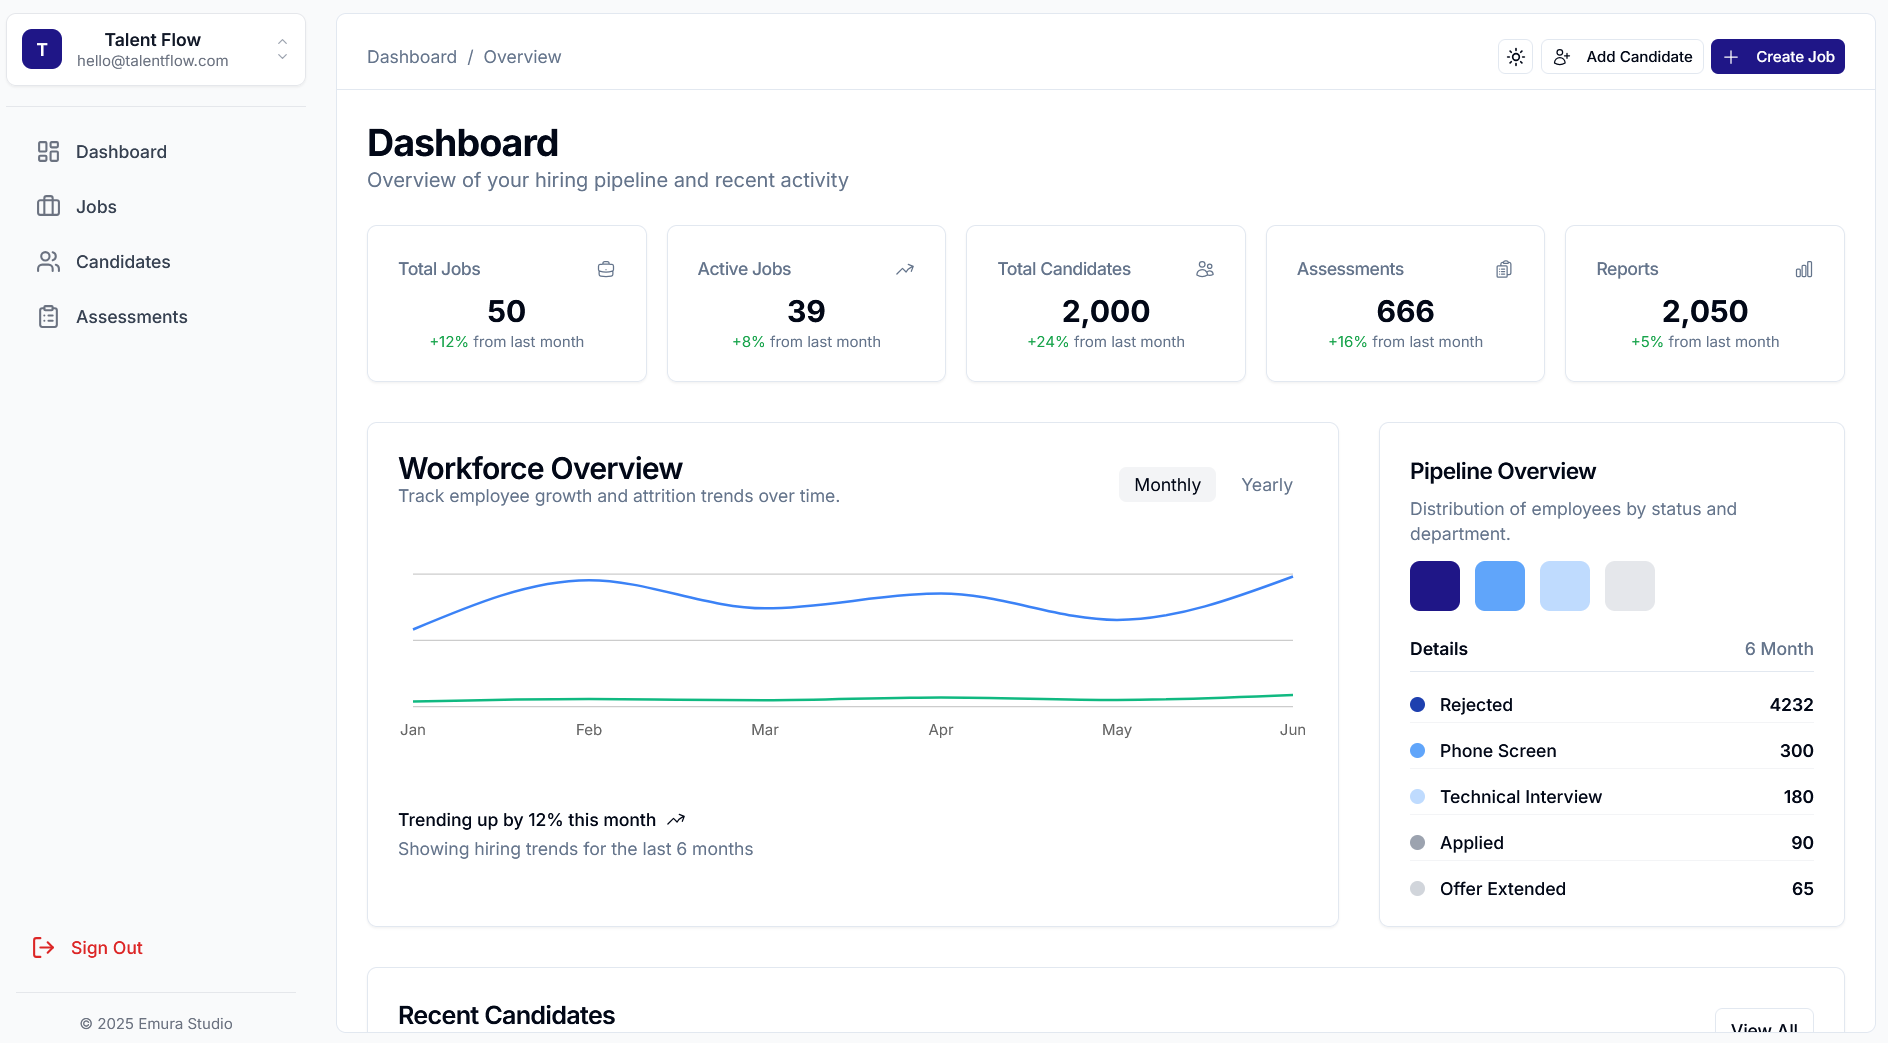 T
Talent Flow
hello@talentflow.com
Dashboard
Jobs
Candidates
Assessments
Sign Out
© 2025 Emura Studio
Dashboard / Overview
Add Candidate
Create Job
Dashboard
Overview of your hiring pipeline and recent activity
Total Jobs
50
+12% from last month
Active Jobs
39
+8% from last month
Total Candidates
2,000
+24% from last month
Assessments
666
+16% from last month
Reports
2,050
+5% from last month
Workforce Overview
Track employee growth and attrition trends over time.
Monthly
Yearly
Jan Feb Mar Apr May Jun
Trending up by 12% this month
Showing hiring trends for the last 6 months
Pipeline Overview
Distribution of employees by status and
department.
Details 6 Month
Rejected 4232
Phone Screen 300
Technical Interview 180
Applied 90
Offer Extended 65
Recent Candidates
View All